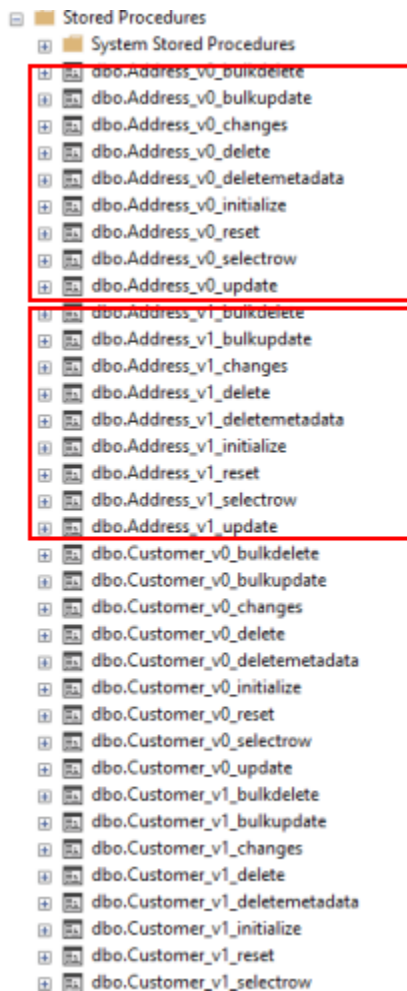 Stored Procedures
System Stored Procedures
dbo.Address_v0_bulkdelete
dbo.Address_v0_bulkupdate
dbo.Address_v0_changes
dbo.Address_v0_delete
dbo.Address_v0_deletemetadata
dbo.Address_v0_initialize
dbo.Address_v0_reset
dbo.Address_v0_selectrow
dbo.Address_v0_update
dbo.Address_v1_bulkdelete
dbo.Address_v1_bulkupdate
dbo.Address_v1_changes
dbo.Address_v1_delete
dbo.Address_v1_deletemetadata
dbo.Address_v1_initialize
dbo.Address_v1_reset
dbo.Address_v1_selectrow
dbo.Address_v1_update
dbo.Customer_v0_bulkdelete
dbo.Customer_v0_bulkupdate
dbo.Customer_v0_changes
dbo.Customer_v0_delete
dbo.Customer_v0_deletemetadata
dbo.Customer_v0_initialize
dbo.Customer_v0_reset
dbo.Customer_v0_selectrow
dbo.Customer_v0_update
dbo.Customer_v1_bulkdelete
dbo.Customer_v1_bulkupdate
dbo.Customer_v1_changes
dbo.Customer_v1_delete
dbo.Customer_v1_deletemetadata
dbo.Customer_v1_initialize
dbo.Customer_v1_reset
dbo.Customer_v1_selectrow